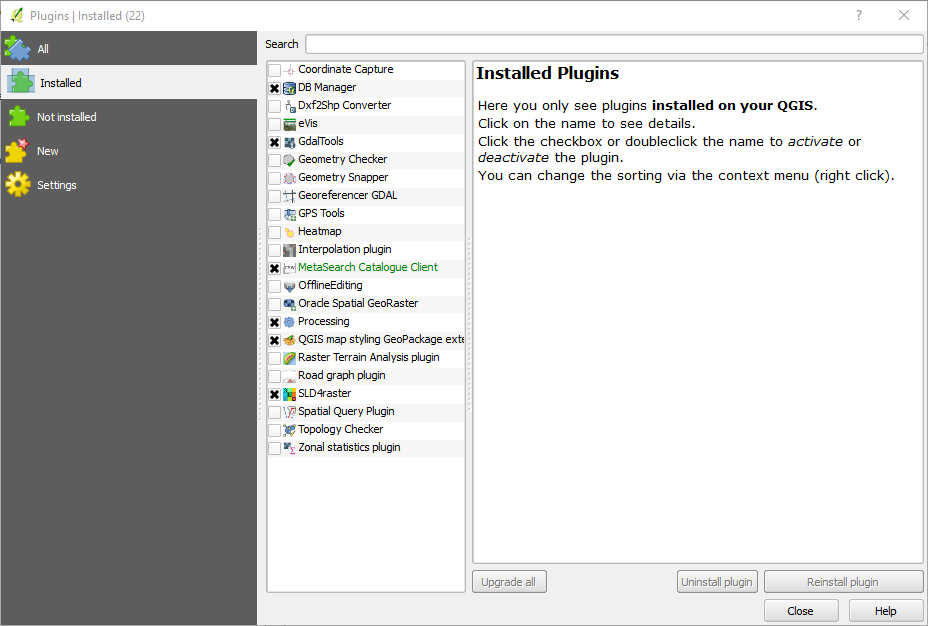 Plugins | Installed (22)
?
All
Installed
Not installed
New
Settings
Search
Coordinate Capture
DB Manager
Dxf2Shp Converter
eVis
GdalTools
Geometry Checker
Geometry Snapper
Georeferencer GDAL
GPS Tools
Heatmap
Interpolation plugin
MetaSearch Catalogue Client
OfflineEditing
Oracle Spatial GeoRaster
Processing
QGIS map styling GeoPackage exte
Raster Terrain Analysis plugin
Road graph plugin
SLD4raster
Spatial Query Plugin
Topology Checker
Zonal statistics plugin
Installed Plugins
Here you only see plugins installed on your QGIS.
Click on the name to see details.
Click the checkbox or doubleclick the name to activate or
deactivate the plugin.
You can change the sorting via the context menu (right click).
Upgrade all
Uninstall plugin
Reinstall plugin
Close
Help